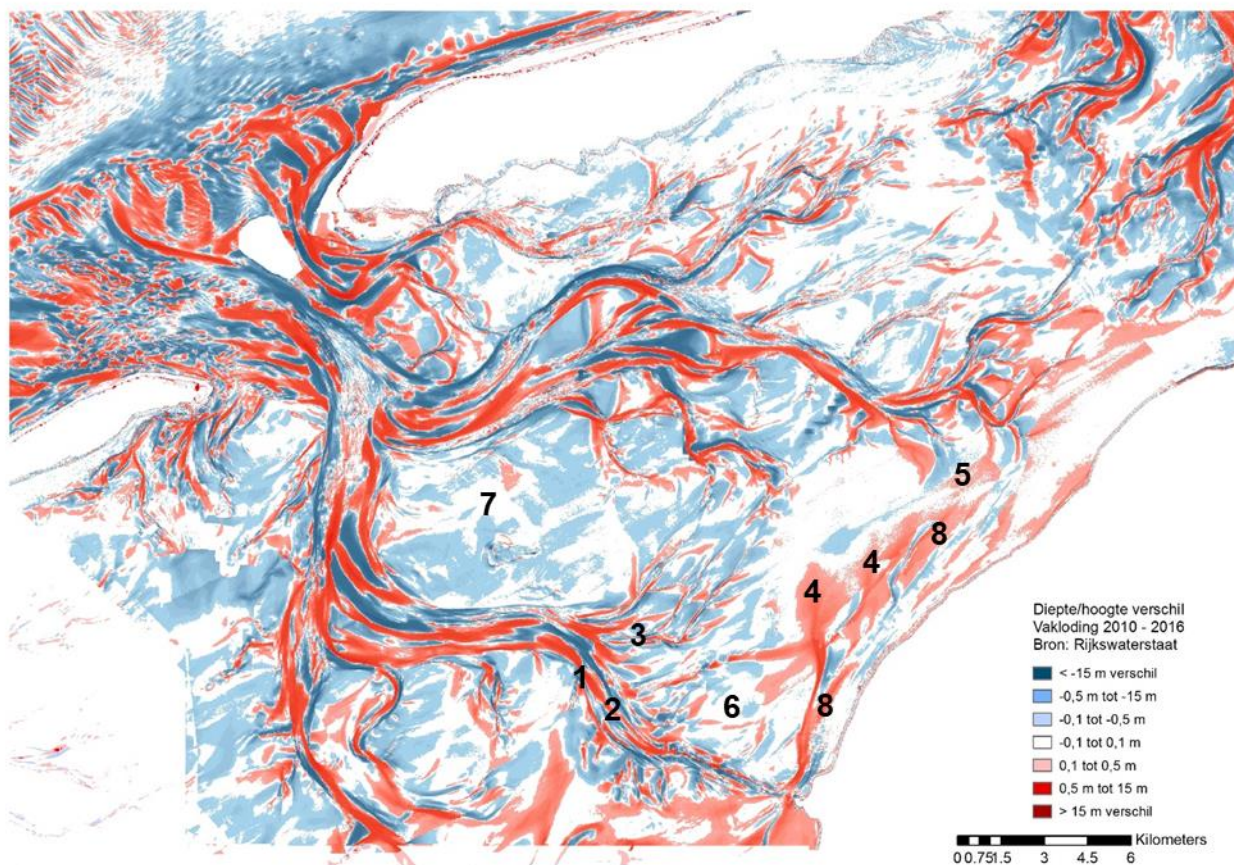 5
7
8
4
4
3
1
6
8
2
Diepte/hoogte verschil
Vakloding 2010 - 2016
Bron: Rijkswaterstaat
< -15 m verschil
-0,5 m tot -15 m
-0,1 tot -0,5 m
-0,1 tot 0,1 m
0,1 tot 0,5 m
0,5 m tot 15 m
> 15 m verschil
Kilometers
0 0.75 1.5 3 4.5 6